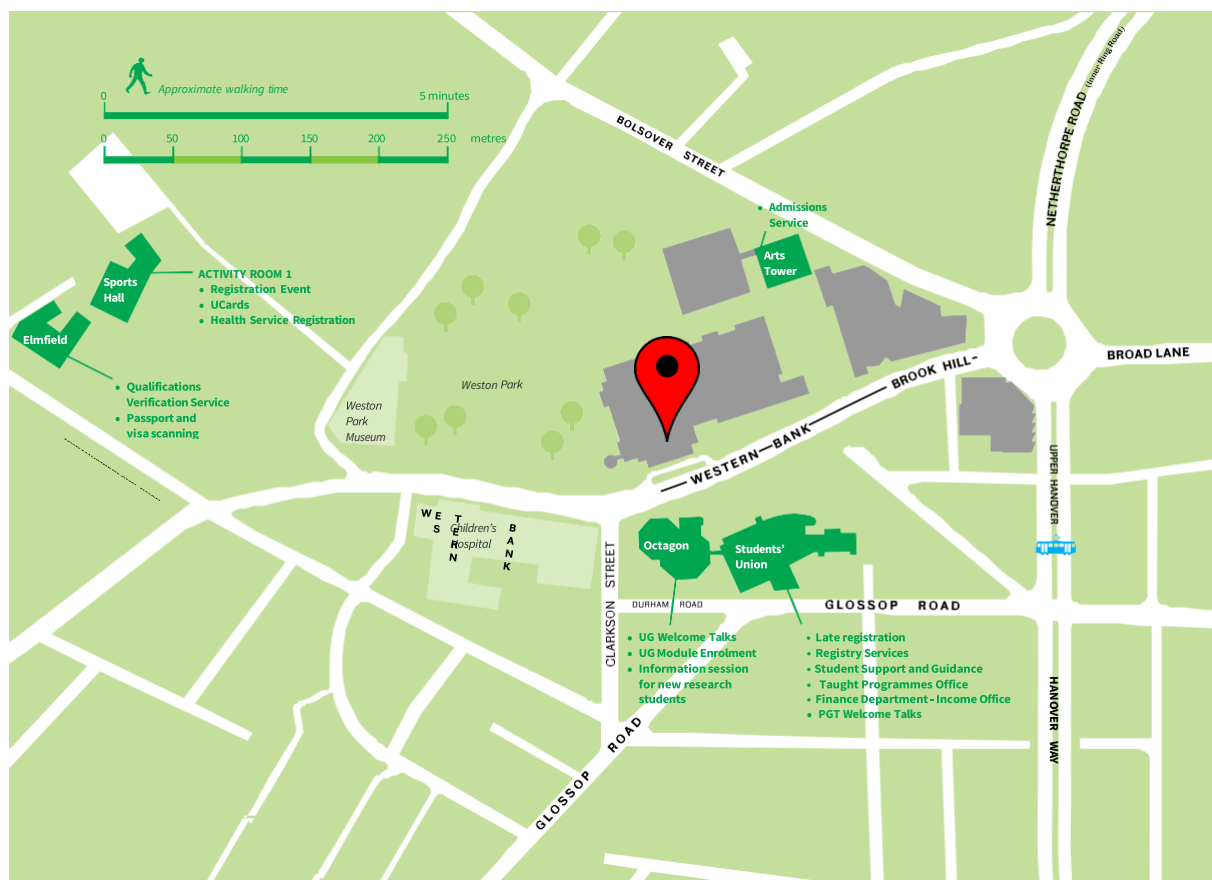 Approximate walking time
0 5 minutes
0 50 100 150 200 250 metres
BOLSOVER STREET
NETHERTHORPE ROAD (Inner Ring Road)
• Admissions
Service
Arts
Tower
Sports
Hall
ACTIVITY ROOM 1
• Registration Event
• UCards
• Health Service Registration
Elmfield
• Qualifications
Verification Service
• Passport and
visa scanning
Weston Park
Weston
Park
Museum
BROOK HILL
BROAD LANE
WESTERN BANK
UPPER HANOVER
WESTERN BANK
Children's
Hospital
Octagon
Students'
Union
CLARKSON STREET
DURHAM ROAD
GLOSSOP ROAD
• UG Welcome Talks
• UG Module Enrolment
• Information session
for new research
students
• Late registration
• Registry Services
• Student Support and Guidance
• Taught Programmes Office
• Finance Department - Income Office
• PGT Welcome Talks
HANOVER WAY
GLOSSOP ROAD